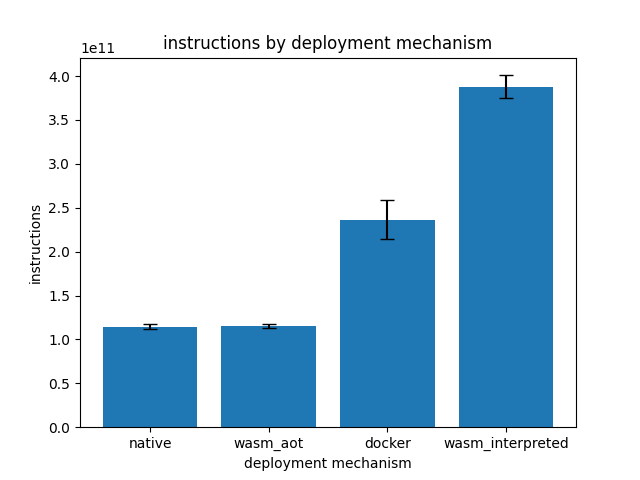 instructions by deployment mechanism
1e11
4.0
3.5
3.0
2.5
2.0
1.5
1.0
0.5
0.0
instructions
native wasm_aot docker wasm_interpreted
deployment mechanism